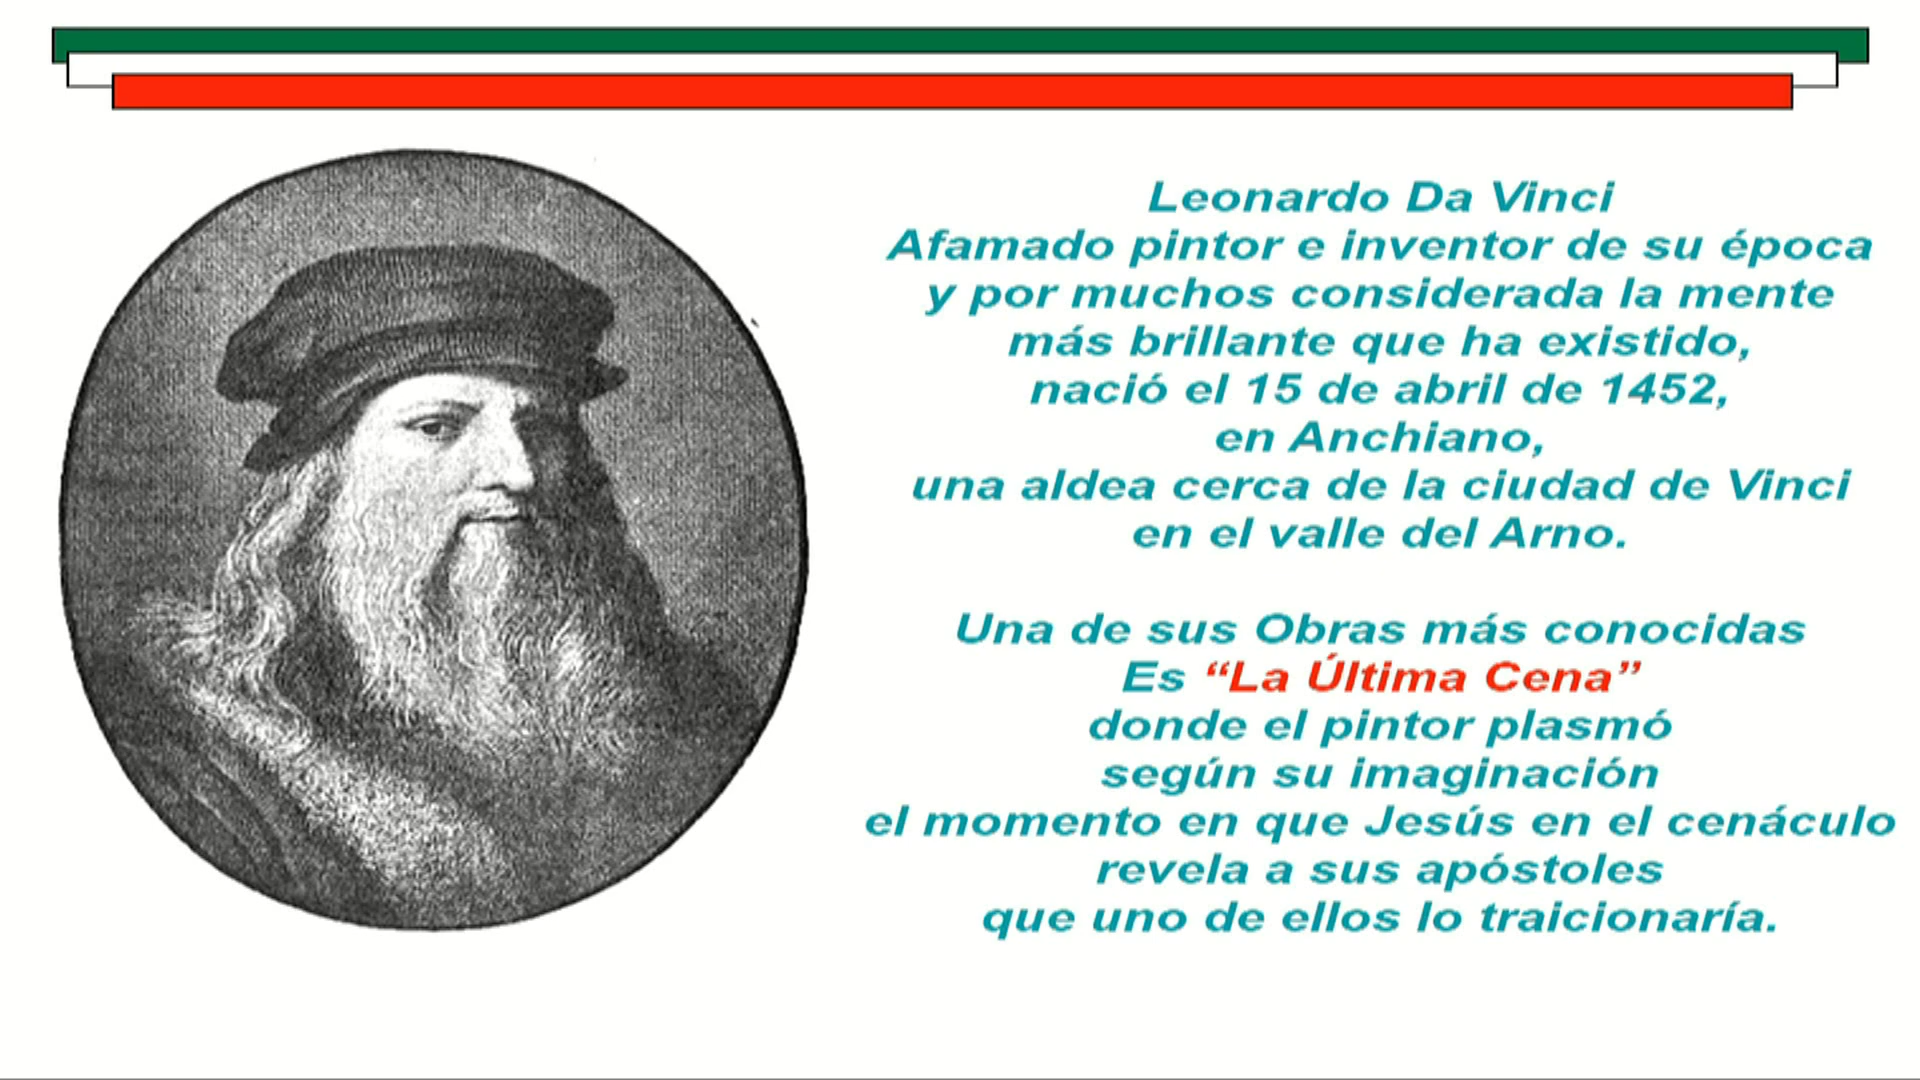 Leonardo Da Vinci
Afamado pintor e inventor de su época
y por muchos considerada la mente
más brillante que ha existido,
nació el 15 de abril de 1452,
en Anchiano,
una aldea cerca de la ciudad de Vinci
en el valle del Arno.
Una de sus Obras más conocidas
Es “La Última Cena”
donde el pintor plasmó
según su imaginación
el momento en que Jesús en el cenáculo
revela a sus apóstoles
que uno de ellos lo traicionaría.